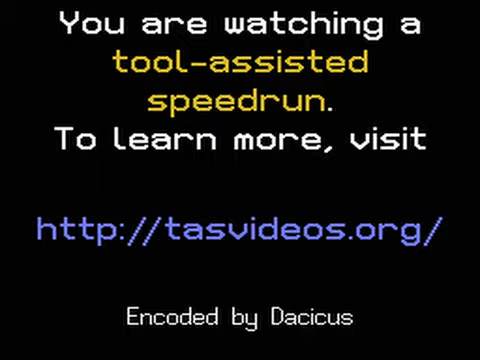 You are watching a
tool-assisted
speedrun.
To learn more, visit
http://tasvideos.org/
Encoded by Dacicus